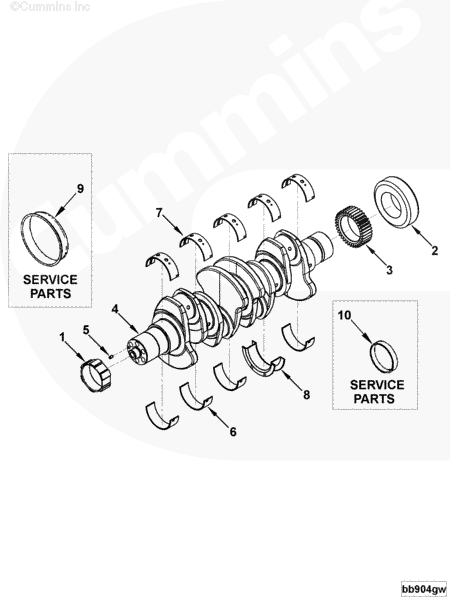 ©Cummins Inc
cummins
9
SERVICE
PARTS
7
2
3
4
5
1
10
SERVICE
PARTS
8
6
bb904gw